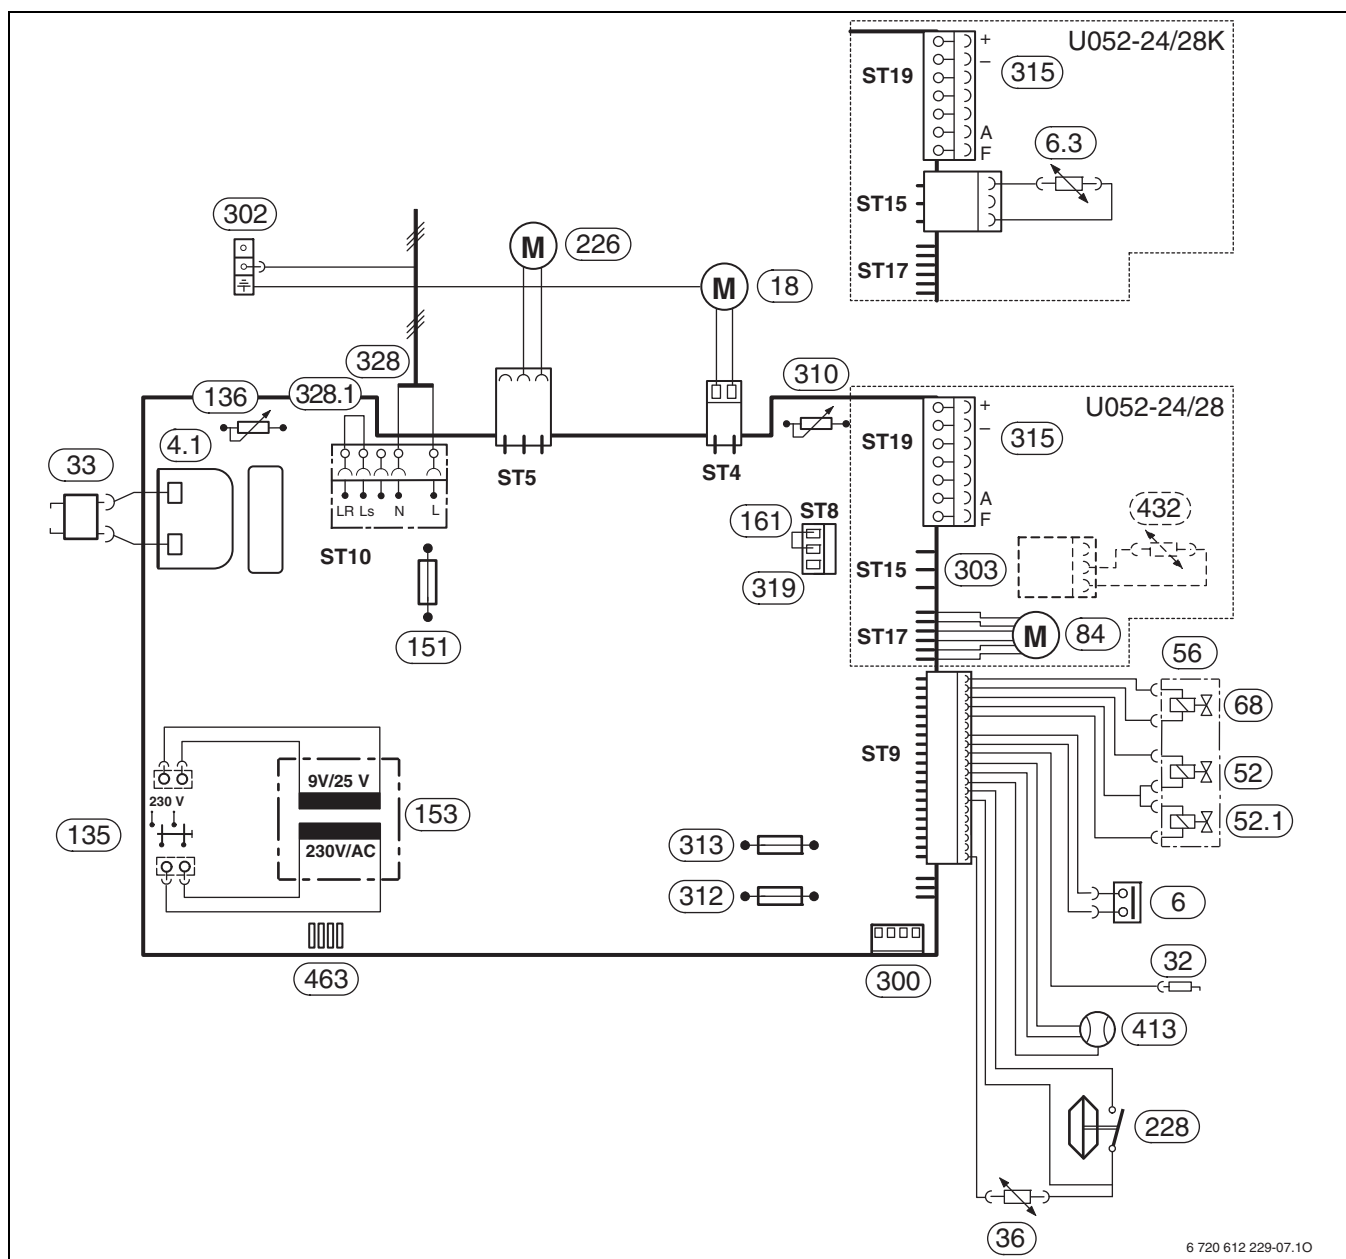 U052-24/28K
+
–
ST19
315
A
F
6.3
ST15
ST17
302
M
226
M
18
328
136
328.1
310
4.1
33
U052-24/28
+
–
ST19
315
A
F
ST5
ST4
LR Ls N L
ST10
161
ST8
319
432
303
ST15
151
ST17
M
84
56
68
ST9
52
52.1
9V/25 V
230 V
153
135
230V/AC
313
312
6
463
300
32
413
228
36
6 720 612 229-07.1O